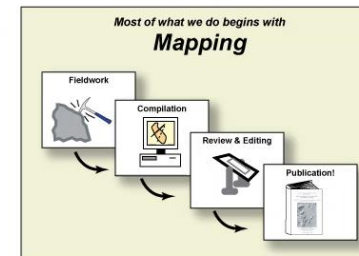 Most of what we do begins with
Mapping
Fieldwork
Compilation
Review & Editing
Publication!